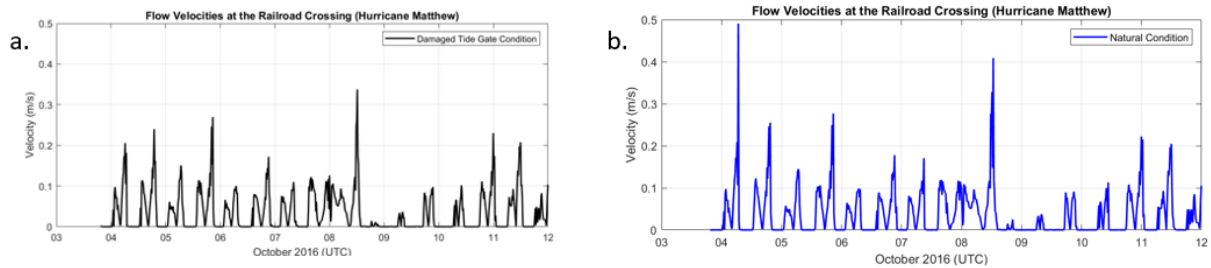 a.
Flow Velocities at the Railroad Crossing (Hurricane Matthew)
Damaged Tide Gate Condition
Velocity (m/s)
0.5
0.4
0.3
0.2
0.1
0
03 04 05 06 07 08 09 10 11 12
October 2016 (UTC)
b.
Flow Velocities at the Railroad Crossing (Hurricane Matthew)
Natural Condition
Velocity (m/s)
0.5
0.4
0.3
0.2
0.1
0
03 04 05 06 07 08 09 10 11 12
October 2016 (UTC)